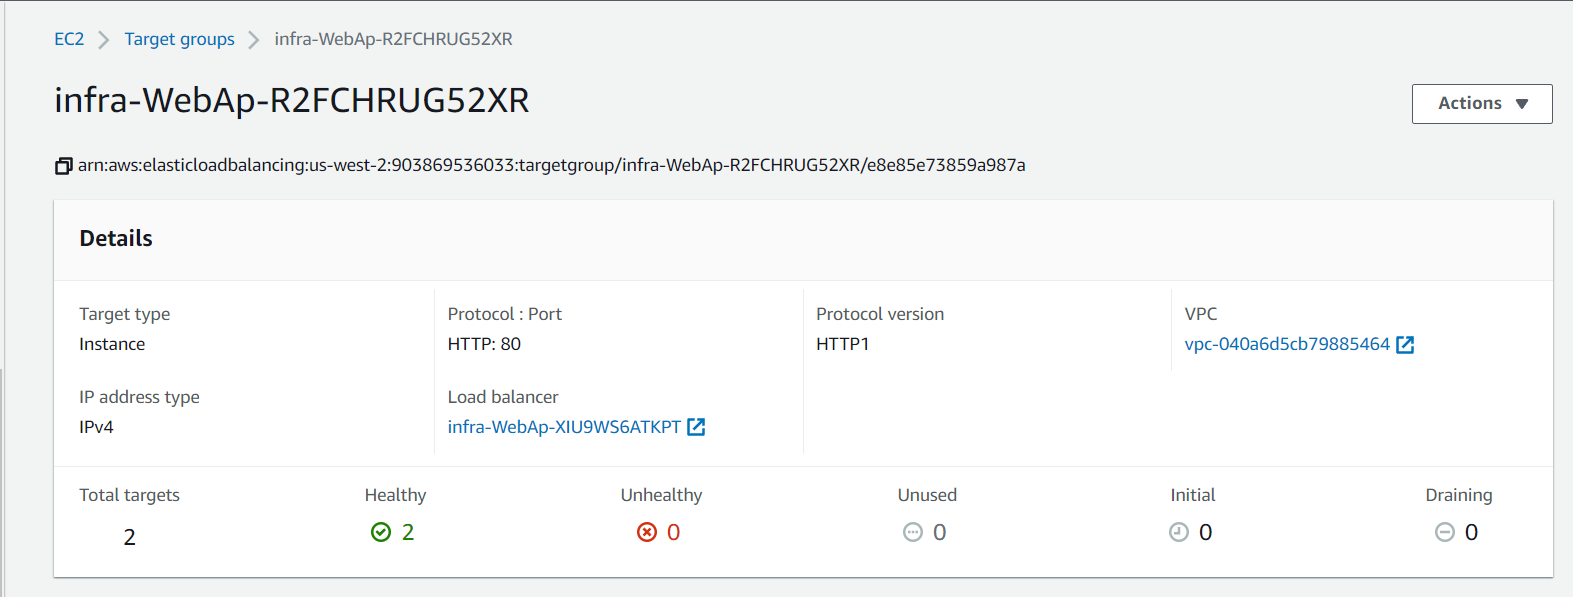 EC2 Target groups infra-WebAp-R2FCHRUG52XR
infra-WebAp-R2FCHRUG52XR
Actions
arn:aws:elasticloadbalancing:us-west-2:903869536033:targetgroup/infra-WebAp-R2FCHRUG52XR/e8e85e73859a987a
Details
Target type
Instance
Protocol : Port
HTTP: 80
Protocol version
HTTP1
VPC
vpc-040a6d5cb79885464
IP address type
IPv4
Load balancer
infra-WebAp-XIU9WS6ATKPT
Total targets
2
Healthy
2
Unhealthy
0
Unused
0
Initial
0
Draining
0